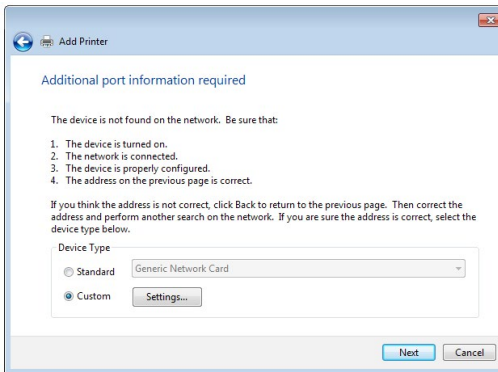 Add Printer
Additional port information required
The device is not found on the network. Be sure that:
1. The device is turned on.
2. The network is connected.
3. The device is properly configured.
4. The address on the previous page is correct.
If you think the address is not correct, click Back to return to the previous page. Then correct the
address and perform another search on the network. If you are sure the address is correct, select the
device type below.
Device Type
Standard
Generic Network Card
Custom
Settings...
Next
Cancel